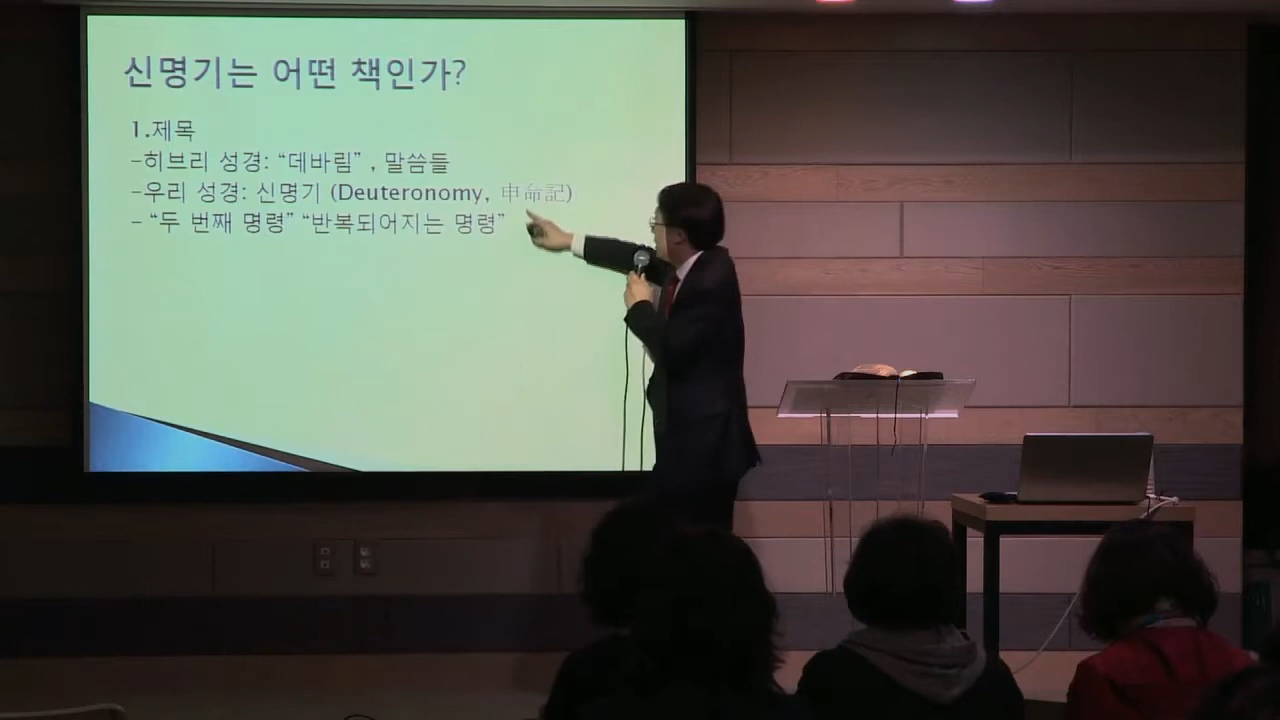 신명기는 어떤 책인가?
1.제목
-히브리 성경: “데바림” , 말씀들
-우리 성경: 신명기 (Deuteronomy, 申命記)
- “두 번째 명령” “반복되어지는 명령”